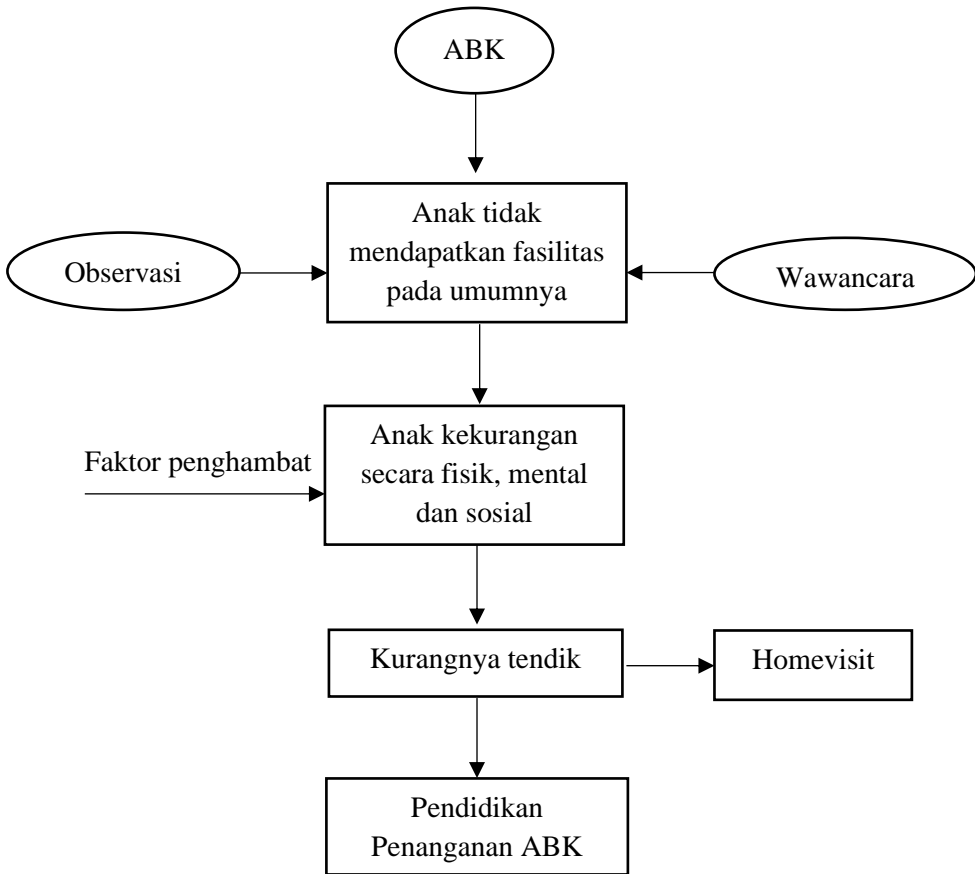 ABK
Anak tidak
mendapatkan fasilitas
pada umumnya
Observasi
Wawancara
Anak kekurangan
secara fisik, mental
dan sosial
Faktor penghambat
Kurangnya tendik
Homevisit
Pendidikan
Penanganan ABK